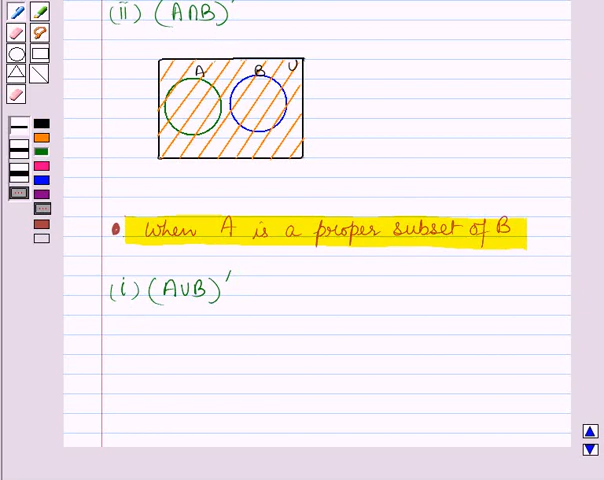 (ii) (A∩B)'
A B U
• When A is a proper subset of B
(i) (A∪B)'